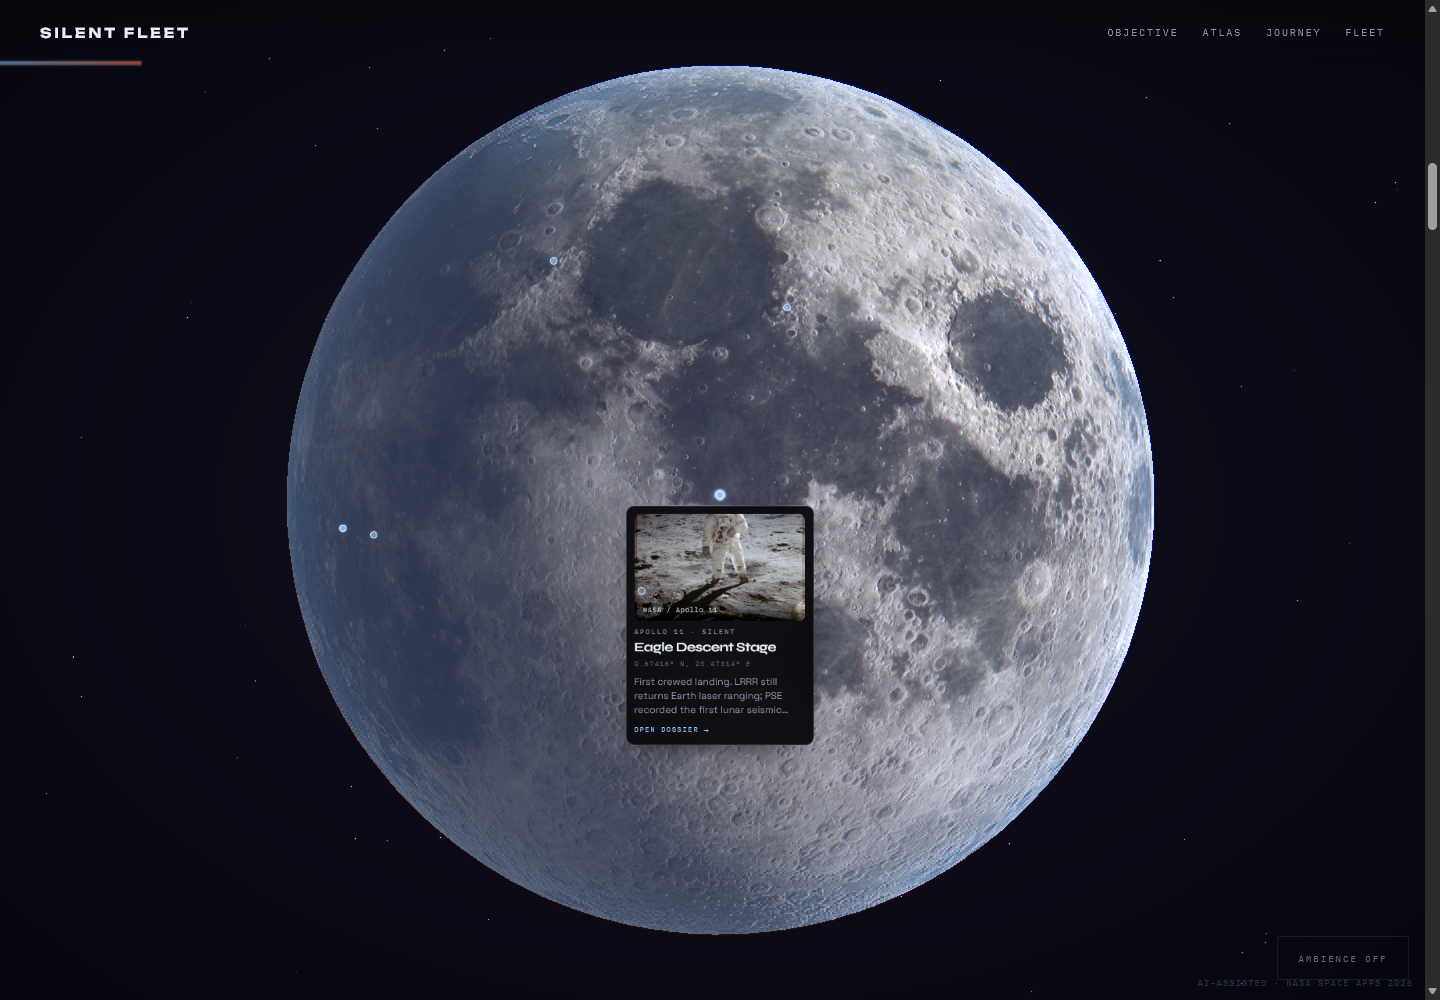 SILENT FLEET
OBJECTIVE ATLAS JOURNEY FLEET
NASA / Apollo 11
APOLLO 11 · SILENT
Eagle Descent Stage
0.67416° N, 23.47314° E
First crewed landing. LRRR still
returns Earth laser ranging; PSE
recorded the first lunar seismic…
OPEN DOSSIER →
AMBIENCE OFF
AI-ASSISTED · NASA SPACE APPS 2026